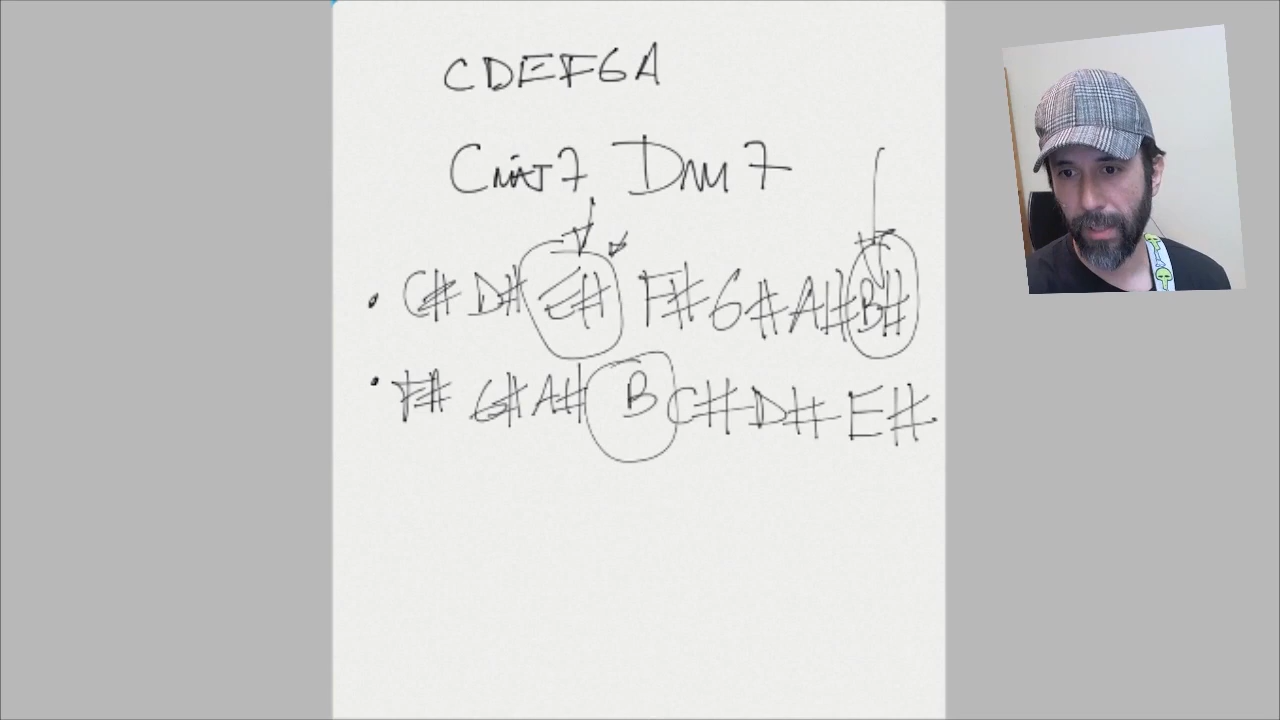 CDEFGA
Cmaj7 Dm7
• C# D# E# F# G# A# B#
• F# G# A# B C# D# E#